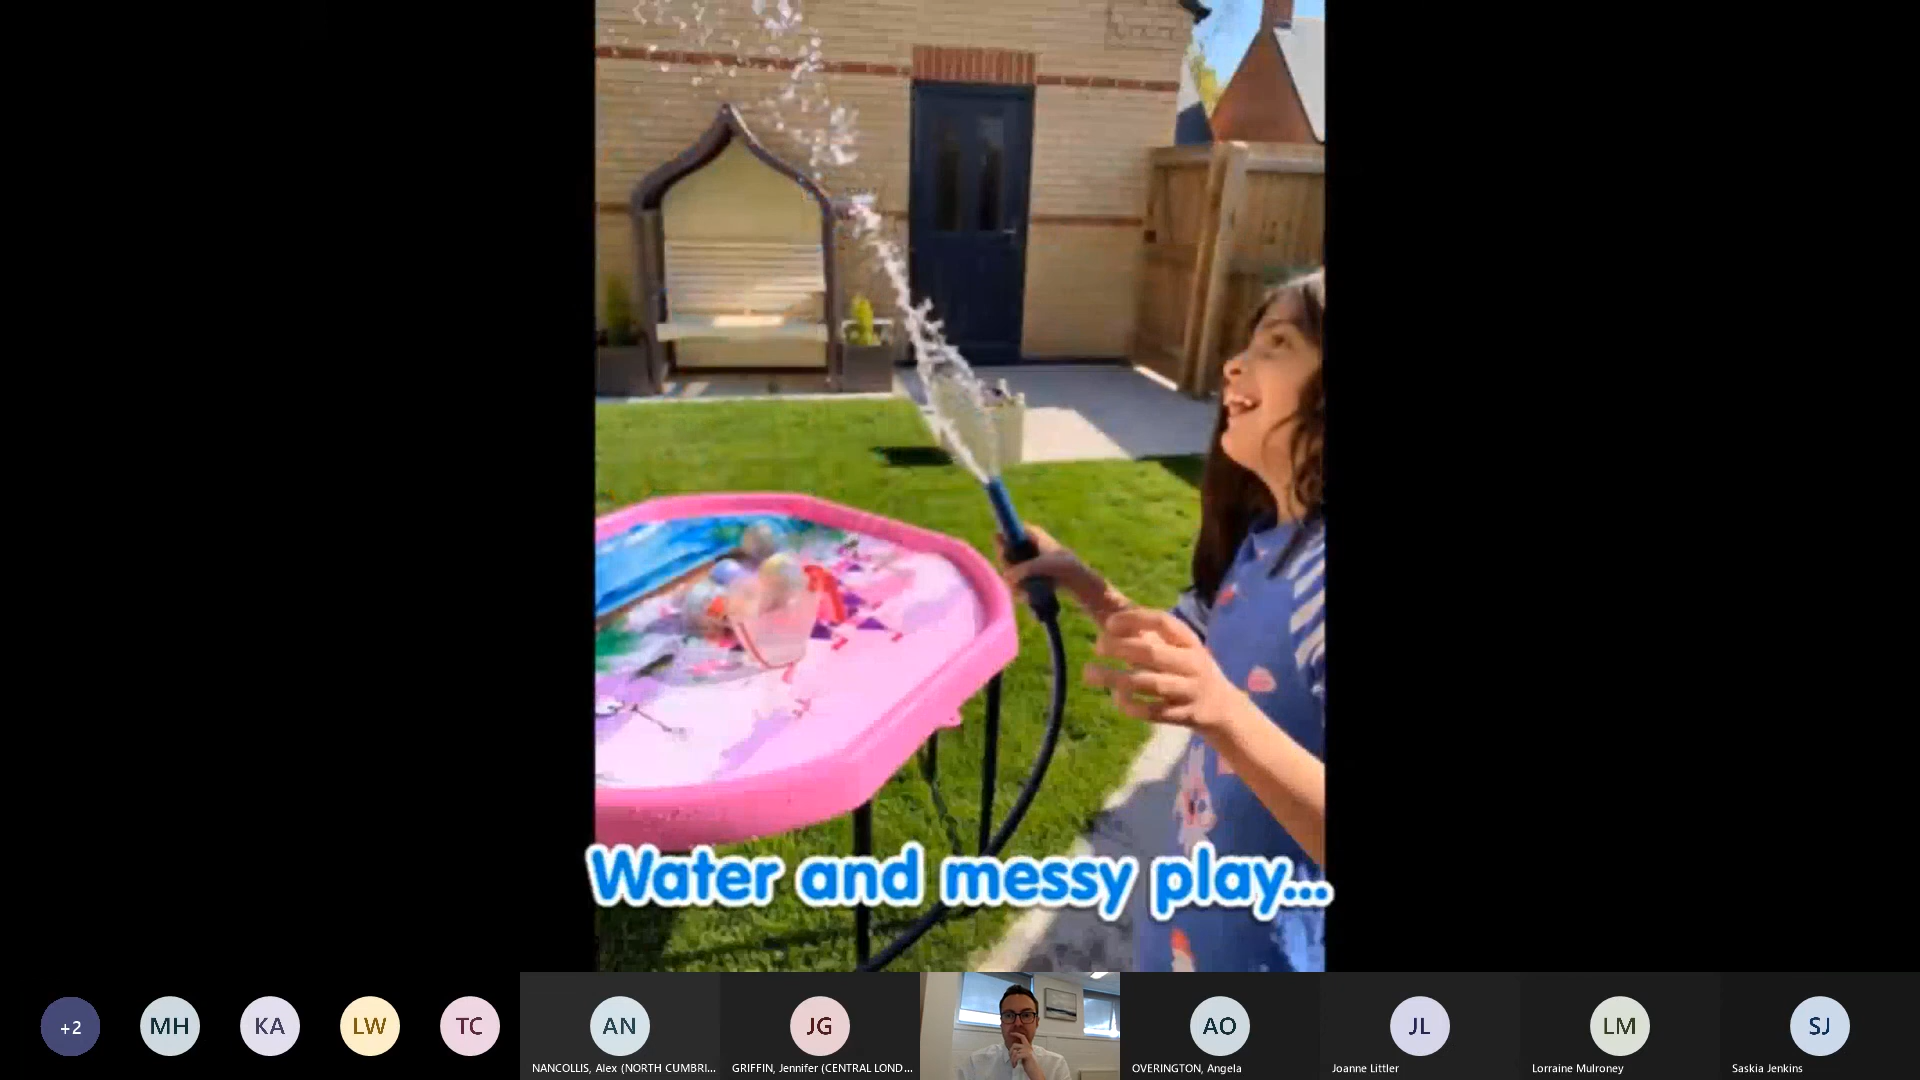 Water and messy play...
+2
MH
KA
LW
TC
AN
NANCOLLIS, Alex (NORTH CUMBRI...
JG
GRIFFIN, Jennifer (CENTRAL LOND...
AO
OVERINGTON, Angela
JL
Joanne Littler
LM
Lorraine Mulroney
SJ
Saskia Jenkins